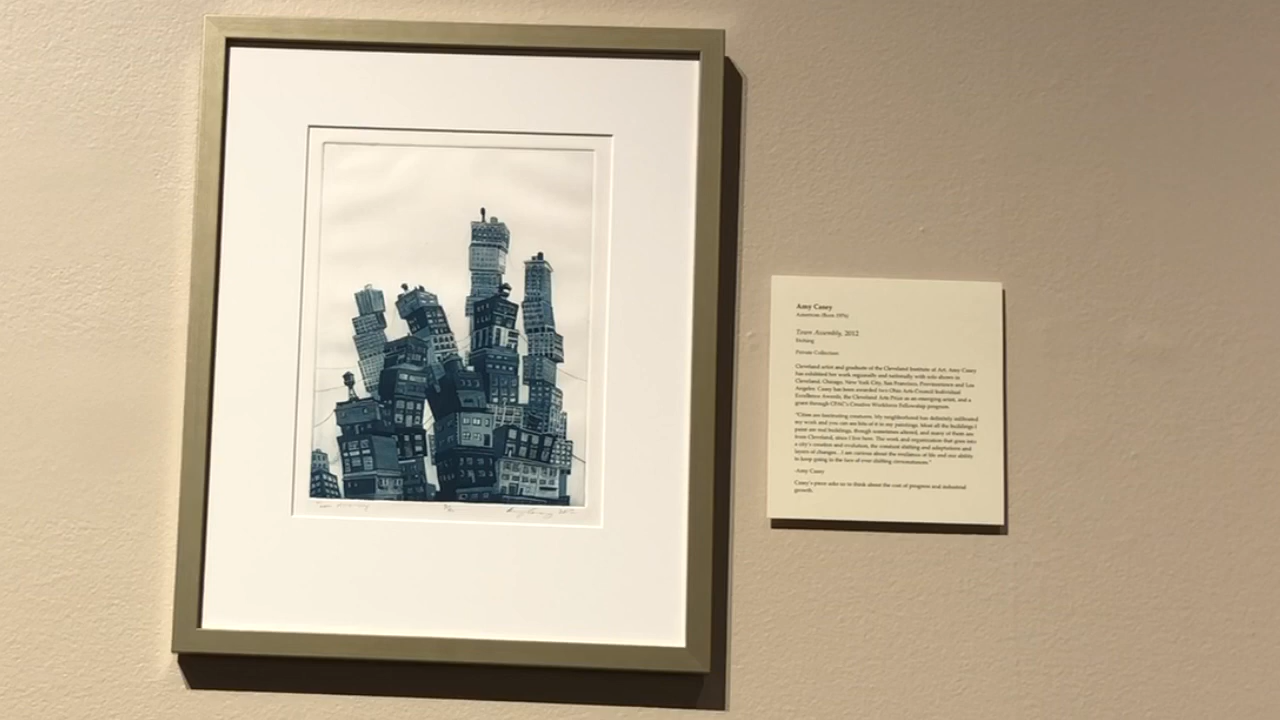 Amy Casey
American (Born 1976)
Town Assembly, 2012
Etching
Private Collection
Cleveland artist and graduate of the Cleveland Institute of Art, Amy Casey
has exhibited her work regionally and nationally with solo shows in
Cleveland, Chicago, New York City, San Francisco, Provincetown and Los
Angeles. Casey has been awarded two Ohio Arts Council Individual
Excellence Awards, the Cleveland Arts Prize as an emerging artist, and a
grant through CPAC's Creative Workforce Fellowship program.
"Cities are fascinating creatures. My neighborhood has definitely infiltrated
my work and you can see bits of it in my paintings. Most all the buildings I
paint are real buildings, though sometimes altered, and many of them are
from Cleveland, since I live here. The work and organization that goes into
a city's creation and evolution, the constant shifting and adaptations and
layers of changes... I am curious about the resilience of life and our ability
to keep going in the face of ever shifting circumstances."
-Amy Casey
Casey's piece asks us to think about the cost of progress and industrial
growth.